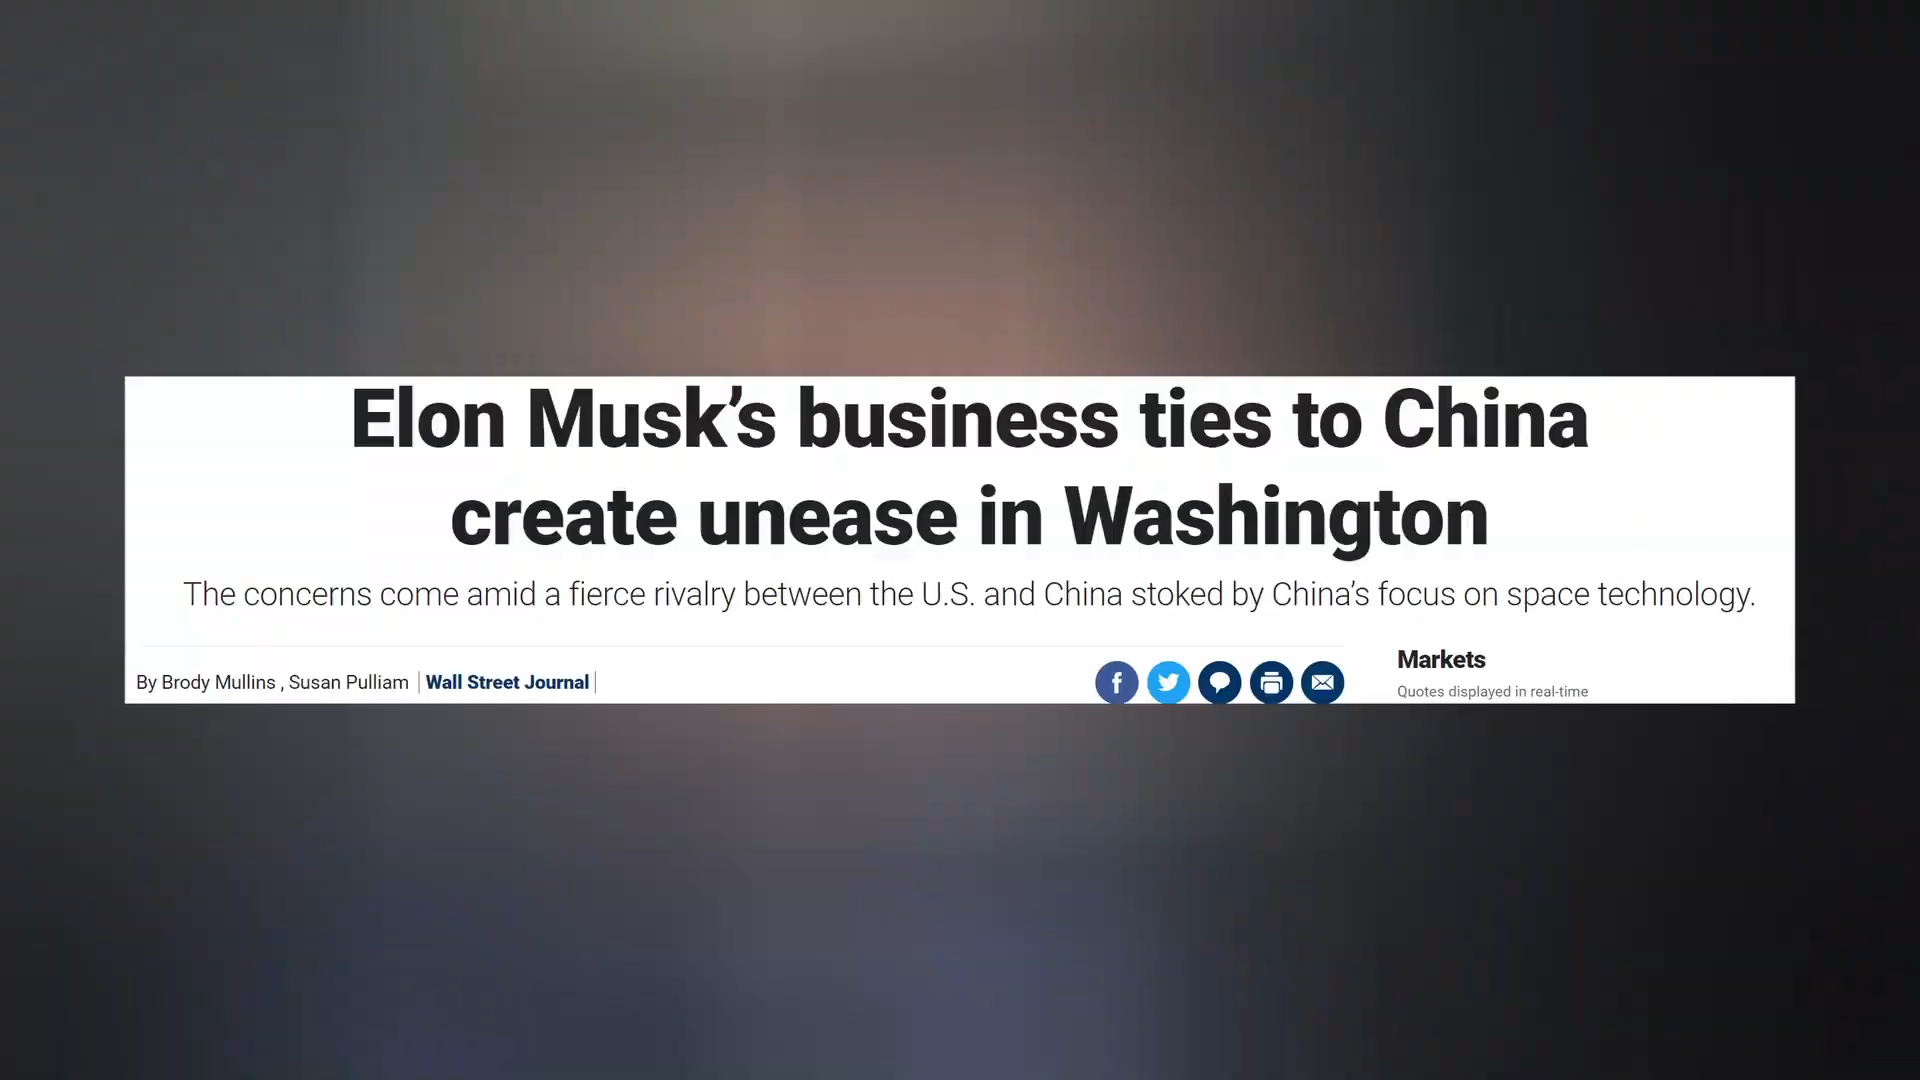 Elon Musk’s business ties to China
create unease in Washington
The concerns come amid a fierce rivalry between the U.S. and China stoked by China’s focus on space technology.
By Brody Mullins , Susan Pulliam | Wall Street Journal |
Markets
Quotes displayed in real-time